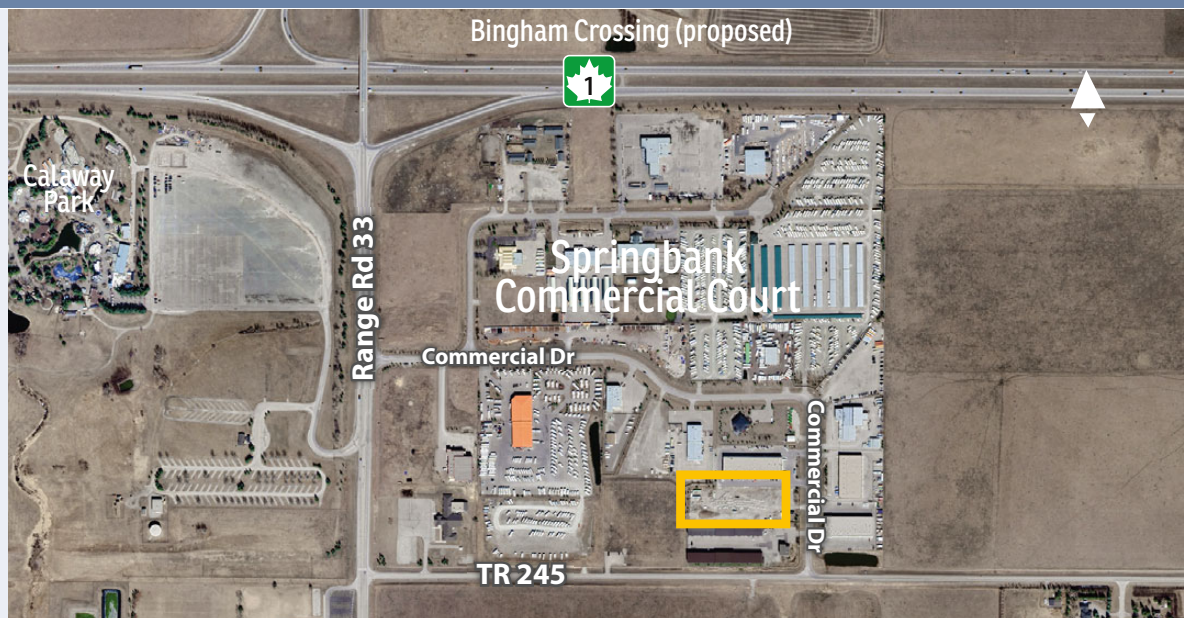 Bingham Crossing (proposed)
1
Calaway
Park
Range Rd 33
Springbank
Commercial Court
Commercial Dr
Commercial Dr
TR 245